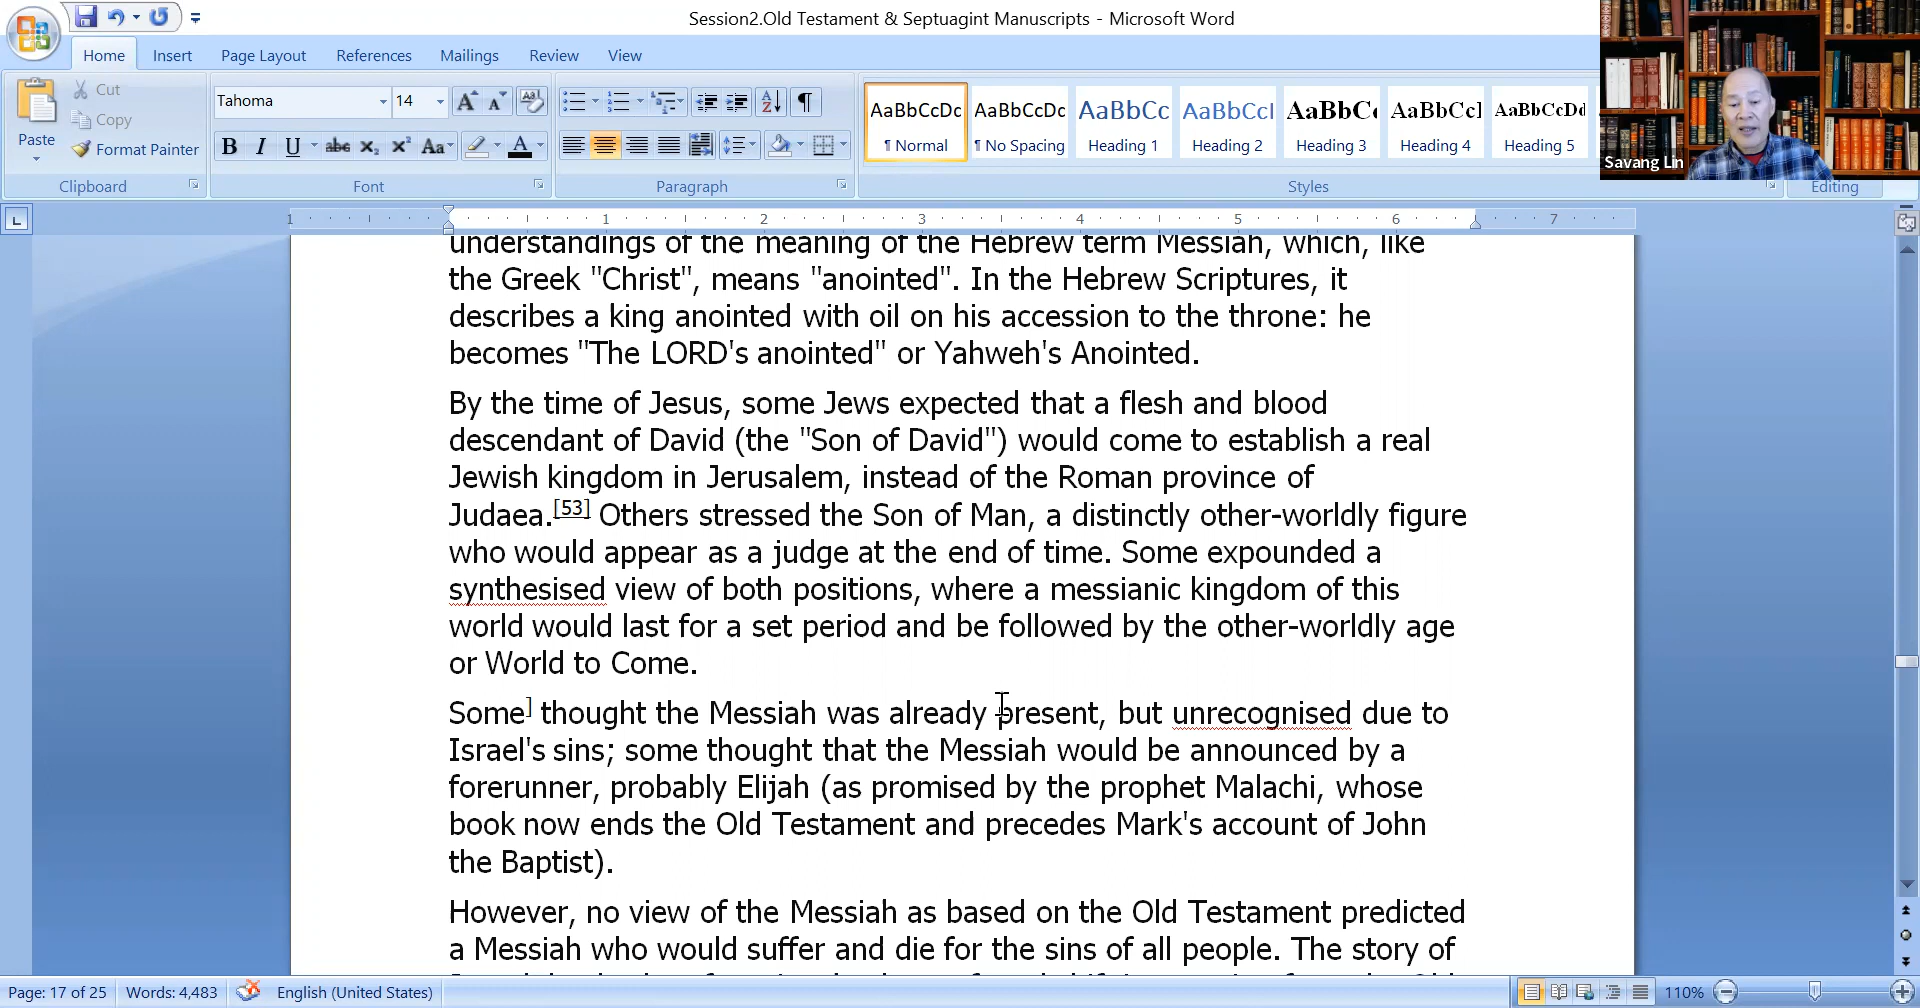 Session2.Old Testament & Septuagint Manuscripts - Microsoft Word
Home Insert Page Layout References Mailings Review View
Paste
Cut
Copy
Format Painter
Clipboard
Tahoma 14
Font
Paragraph
AaBbCcDc AaBbCcDc AaBbCc AaBbCcI AaBbC AaBbCcI AaBbCcDd
¶ Normal ¶ No Spacing Heading 1 Heading 2 Heading 3 Heading 4 Heading 5
Styles
Editing
Savang Lin
1 1 2 3 4 5 6 7
understandings of the meaning of the Hebrew term Messiah, which, like
the Greek "Christ", means "anointed". In the Hebrew Scriptures, it
describes a king anointed with oil on his accession to the throne: he
becomes "The LORD's anointed" or Yahweh's Anointed.
By the time of Jesus, some Jews expected that a flesh and blood
descendant of David (the "Son of David") would come to establish a real
Jewish kingdom in Jerusalem, instead of the Roman province of
Judaea.[53] Others stressed the Son of Man, a distinctly other-worldly figure
who would appear as a judge at the end of time. Some expounded a
synthesised view of both positions, where a messianic kingdom of this
world would last for a set period and be followed by the other-worldly age
or World to Come.
Some] thought the Messiah was already present, but unrecognised due to
Israel's sins; some thought that the Messiah would be announced by a
forerunner, probably Elijah (as promised by the prophet Malachi, whose
book now ends the Old Testament and precedes Mark's account of John
the Baptist).
However, no view of the Messiah as based on the Old Testament predicted
a Messiah who would suffer and die for the sins of all people. The story of
Page: 17 of 25 Words: 4,483 English (United States) 110%